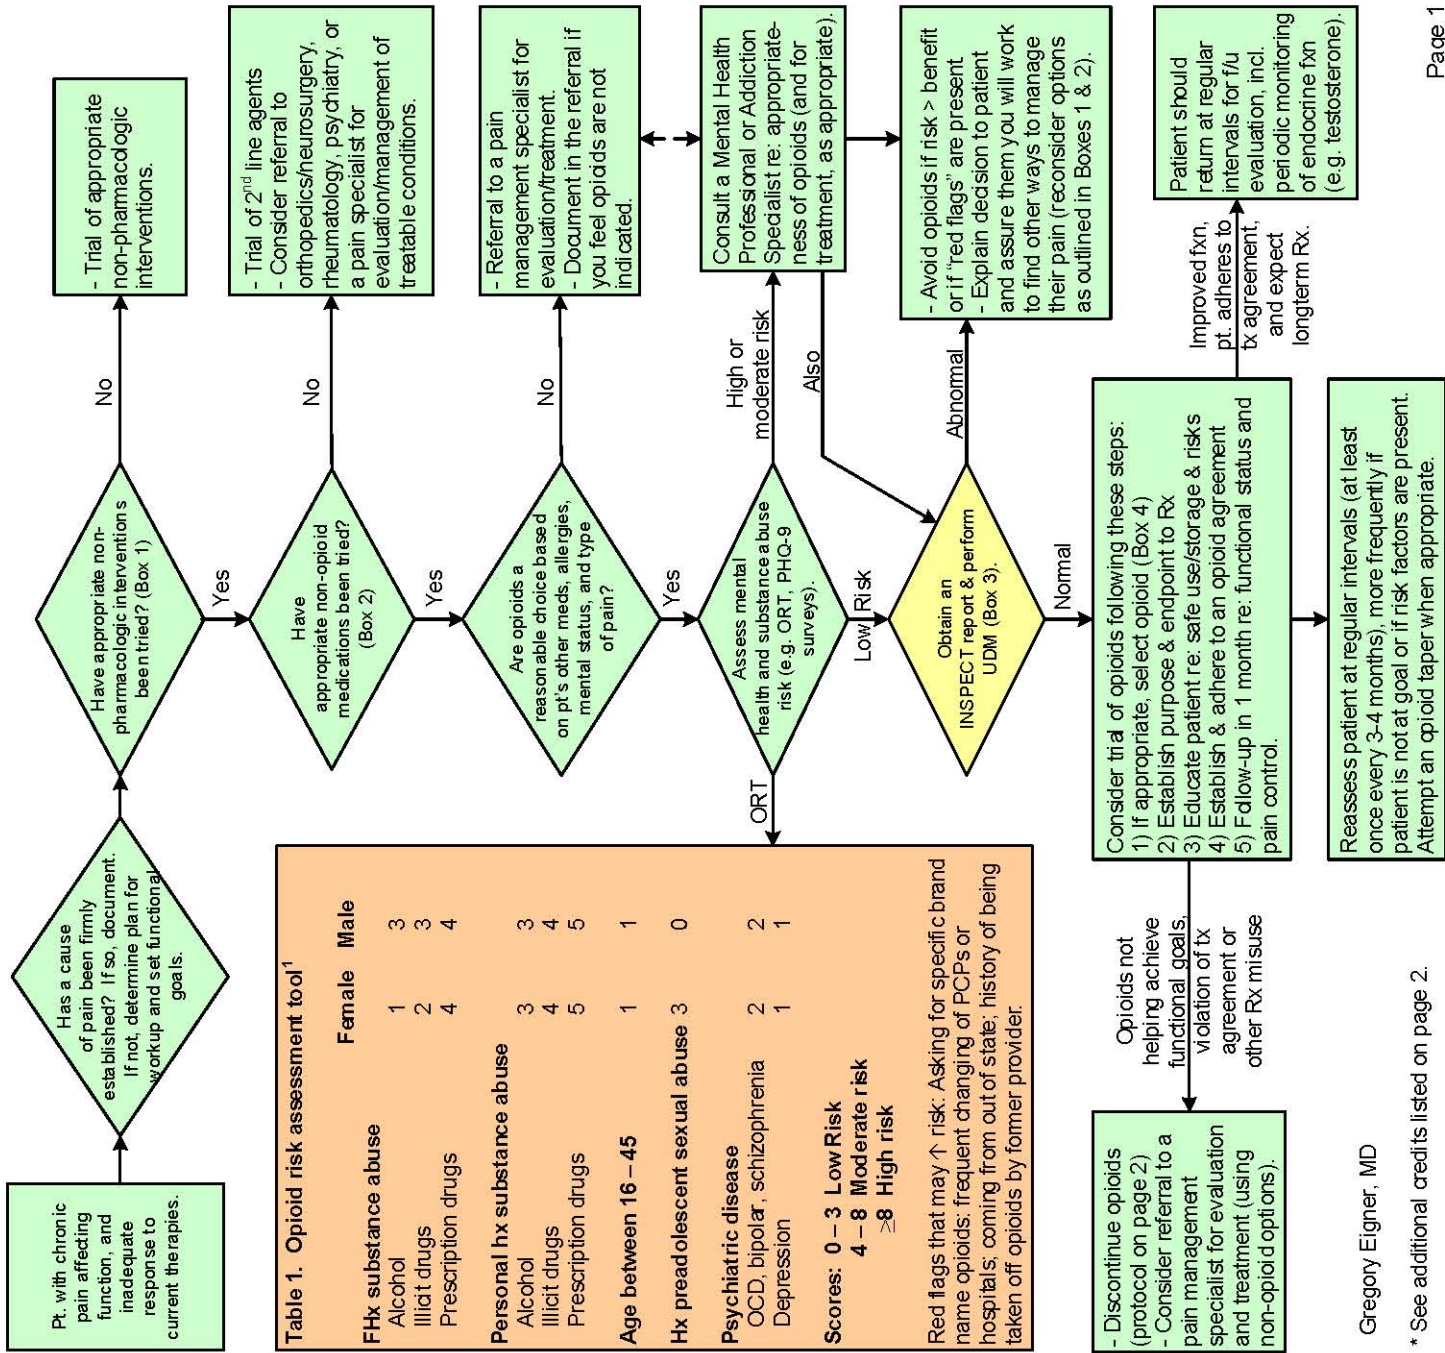 Pt. with chronic
pain affecting
function, and
inadequate
response to
current therapies.
Has a cause
of pain been firmly
established? If so, document.
If not, determine plan for
workup and set functional
goals.
Have appropriate non-
pharmacologic interventions
been tried? (Box 1)
No
- Trial of appropriate
non-pharmacologic
interventions.
Yes
Have
appropriate non-opioid
medications been tried?
(Box 2)
No
- Trial of 2nd line agents
- Consider referral to
orthopedics/neurosurgery,
rheumatology, psychiatry, or
a pain specialist for
evaluation/management of
treatable conditions.
Yes
Are opioids a
reasonable choice based
on pt's other meds, allergies,
mental status, and type
of pain?
No
- Referral to a pain
management specialist for
evaluation/treatment.
- Document in the referral if
you feel opioids are not
indicated.
Yes
Assess mental
health and substance abuse
risk (e.g. ORT, PHQ-9
surveys).
High or
moderate risk
Consult a Mental Health
Professional or Addiction
Specialist re: appropriate-
ness of opioids (and for
treatment, as appropriate).
Also
ORT
Table 1. Opioid risk assessment tool1
Female Male
FHx substance abuse
Alcohol 1 3
Illicit drugs 2 3
Prescription drugs 4 4
Personal hx substance abuse
Alcohol 3 3
Illicit drugs 4 4
Prescription drugs 5 5
Age between 16 – 45 1 1
Hx preadolescent sexual abuse 3 0
Psychiatric disease
OCD, bipolar, schizophrenia 2 2
Depression 1 1
Scores: 0 – 3 Low Risk
4 – 8 Moderate risk
≥8 High risk
Red flags that may ↑ risk: Asking for specific brand
name opioids; frequent changing of PCPs or
hospitals; coming from out of state; history of being
taken off opioids by former provider.
Low Risk
Obtain an
INSPECT report & perform
UDM (Box 3).
Abnormal
- Avoid opioids if risk > benefit
or if "red flags" are present
- Explain decision to patient
and assure them you will work
to find other ways to manage
their pain (reconsider options
as outlined in Boxes 1 & 2).
Normal
Consider trial of opioids following these steps:
1) If appropriate, select opioid (Box 4)
2) Establish purpose & endpoint to Rx
3) Educate patient re: safe use/storage & risks
4) Establish & adhere to an opioid agreement
5) Follow-up in 1 month re: functional status and
pain control.
Improved fxn,
pt. adheres to
tx agreement,
and expect
longterm Rx.
Patient should
return at regular
intervals for f/u
evaluation, incl.
periodic monitoring
of endocrine fxn
(e.g. testosterone).
Opioids not
helping achieve
functional goals,
violation of tx
agreement or
other Rx misuse
- Discontinue opioids
(protocol on page 2)
- Consider referral to a
pain management
specialist for evaluation
and treatment (using
non-opioid options).
Reassess patient at regular intervals (at least
once every 3-4 months), more frequently if
patient is not at goal or if risk factors are present.
Attempt an opioid taper when appropriate.
Gregory Eigner, MD
* See additional credits listed on page 2.
Page 1